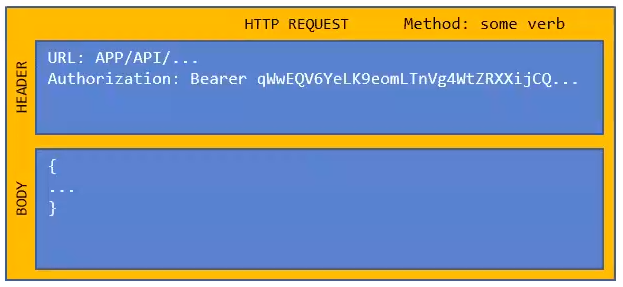 HTTP REQUEST Method: some verb
HEADER
URL: APP/API/...
Authorization: Bearer qWwEQV6YeLK9eomLTnVg4WtZRXXijCQ...
BODY
{
...
}